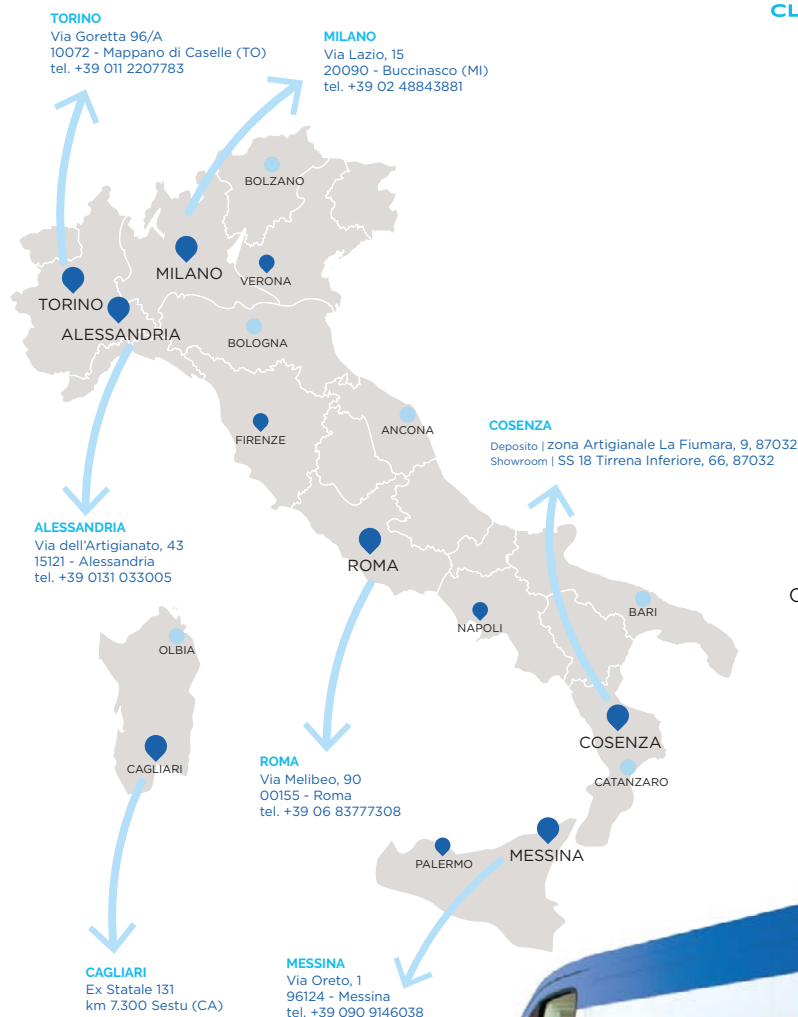 CL
TORINO
Via Goretta 96/A
10072 - Mappano di Caselle (TO)
tel. +39 011 2207783
MILANO
Via Lazio, 15
20090 - Buccinasco (MI)
tel. +39 02 48843881
BOLZANO
MILANO
VERONA
TORINO
ALESSANDRIA
BOLOGNA
FIRENZE
ANCONA
COSENZA
Deposito | zona Artigianale La Fiumara, 9, 87032
Showroom | SS 18 Tirrena Inferiore, 66, 87032
ALESSANDRIA
Via dell'Artigianato, 43
15121 - Alessandria
tel. +39 0131 033005
ROMA
NAPOLI
BARI
OLBIA
COSENZA
CAGLIARI
CATANZARO
ROMA
Via Melibeo, 90
00155 - Roma
tel. +39 06 83777308
PALERMO
MESSINA
CAGLIARI
Ex Statale 131
km 7.300 Sestu (CA)
MESSINA
Via Oreto, 1
96124 - Messina
tel. +39 090 9146038